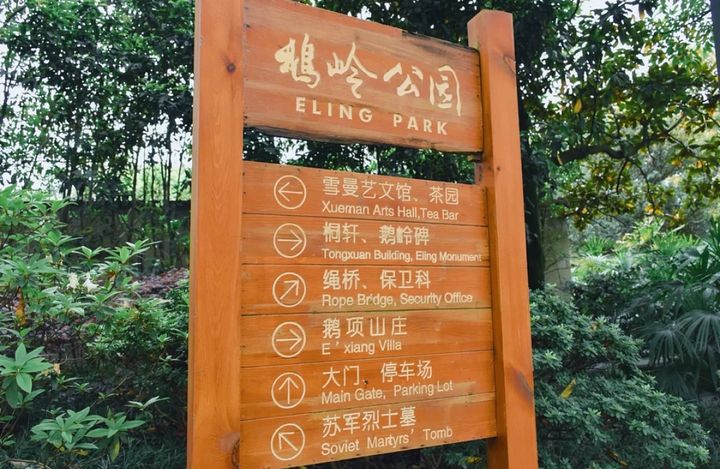 鹅岭公园
ELING PARK
雪曼艺文馆、茶园
Xueman Arts Hall,Tea Bar
桐轩、鹅岭碑
Tongxuan Building, Eling Monument
绳桥、保卫科
Rope Bridge, Security Office
鹅项山庄
E'xiang Villa
大门、停车场
Main Gate, Parking Lot
苏军烈士墓
Soviet Martyrs' Tomb